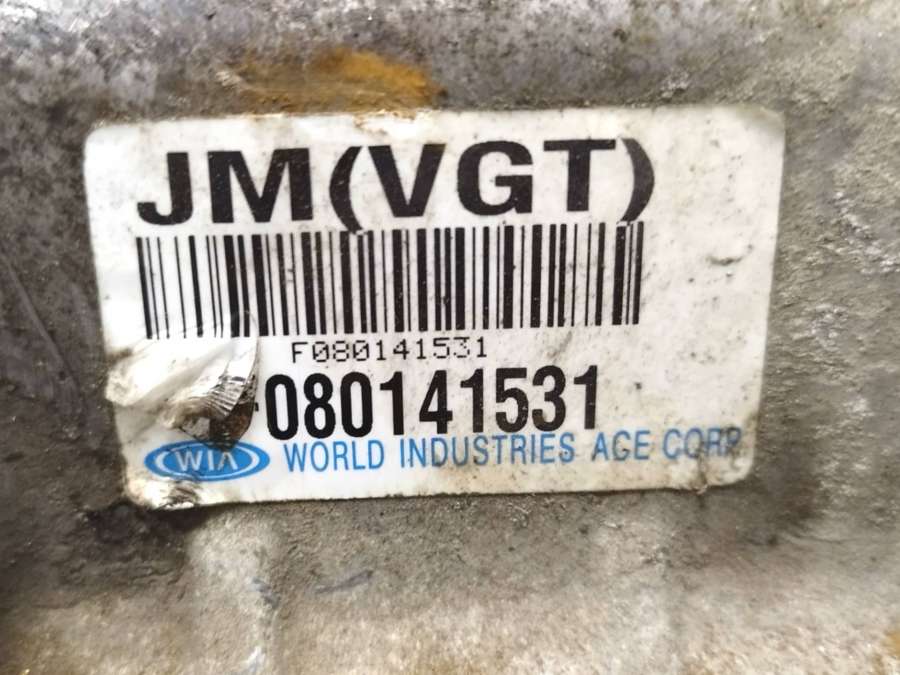 JM(VGT)
F080141531
080141531
WIA WORLD INDUSTRIES ACE CORP